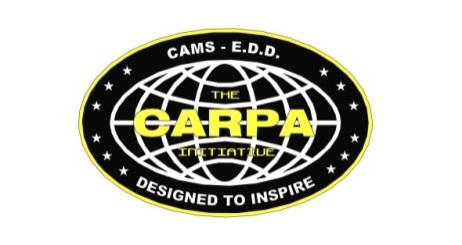 CAMS - E.D.D.
THE
CARPA
INITIATIVE
DESIGNED TO INSPIRE